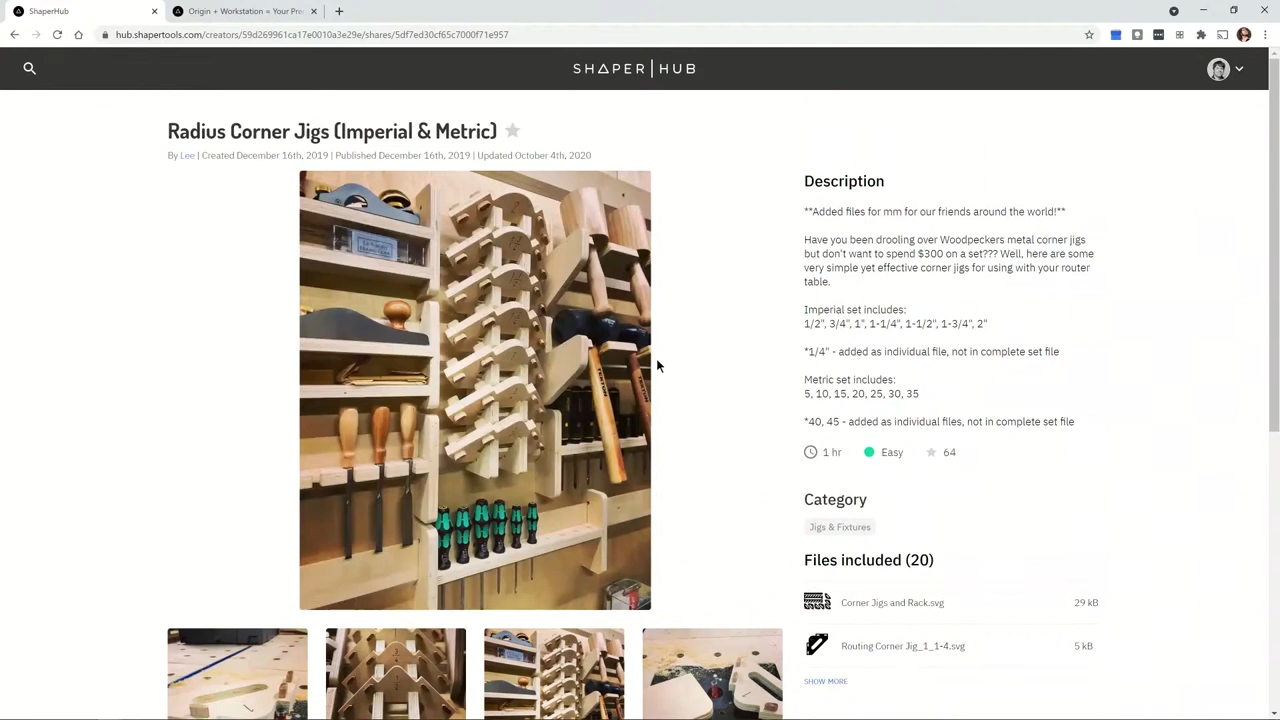 ShaperHub
Origin + Workstation = Your Pre
hub.shapertools.com/creators/59d269961ca17e0010a3e29e/shares/5df7ed30cf65c7000f71e957
SHAPER|HUB
Radius Corner Jigs (Imperial & Metric)
By Lee | Created December 16th, 2019 | Published December 16th, 2019 | Updated October 4th, 2020
Description
**Added files for mm for our friends around the world!**
Have you been drooling over Woodpeckers metal corner jigs
but don't want to spend $300 on a set??? Well, here are some
very simple yet effective corner jigs for using with your router
table.
Imperial set includes:
1/2", 3/4", 1", 1-1/4", 1-1/2", 1-3/4", 2"
*1/4" - added as individual file, not in complete set file
Metric set includes:
5, 10, 15, 20, 25, 30, 35
*40, 45 - added as individual files, not in complete set file
1 hr Easy 64
Category
Jigs & Fixtures
Files included (20)
Corner Jigs and Rack.svg 29 kB
Routing Corner Jig_1_1-4.svg 5 kB
SHOW MORE